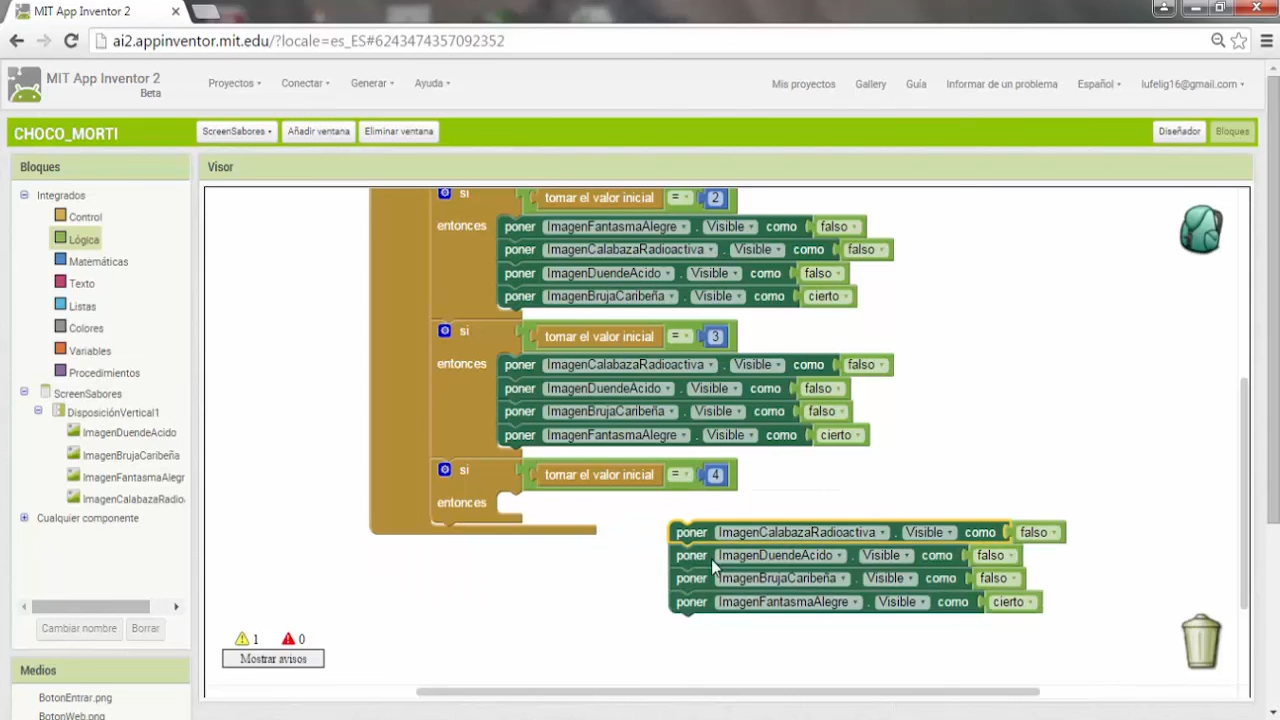 MIT App Inventor 2
ai2.appinventor.mit.edu/?locale=es_ES#6243474357092352
MIT App Inventor 2
Beta
Proyectos Conectar Generar Ayuda Mis proyectos Gallery Guía Informar de un problema Español lufelig16@gmail.com
CHOCO_MORTI ScreenSabores Añadir ventana Eliminar ventana Diseñador Bloques
Bloques Visor
Integrados
Control
Lógica
Matemáticas
Texto
Listas
Colores
Variables
Procedimientos
ScreenSabores
DisposiciónVertical1
ImagenDuendeAcido
ImagenBrujaCaribeña
ImagenFantasmaAlegr
ImagenCalabazaRadio
Cualquier componente
Cambiar nombre Borrar
Medios
BotonEntrar.png
BotonWeb.png
si tomar el valor inicial = 2
entonces poner ImagenFantasmaAlegre . Visible como falso
poner ImagenCalabazaRadioactiva . Visible como falso
poner ImagenDuendeAcido . Visible como falso
poner ImagenBrujaCaribeña . Visible como cierto
si tomar el valor inicial = 3
entonces poner ImagenCalabazaRadioactiva . Visible como falso
poner ImagenDuendeAcido . Visible como falso
poner ImagenBrujaCaribeña . Visible como falso
poner ImagenFantasmaAlegre . Visible como cierto
si tomar el valor inicial = 4
entonces
poner ImagenCalabazaRadioactiva . Visible como falso
poner ImagenDuendeAcido . Visible como falso
poner ImagenBrujaCaribeña . Visible como falso
poner ImagenFantasmaAlegre . Visible como cierto
1 0
Mostrar avisos